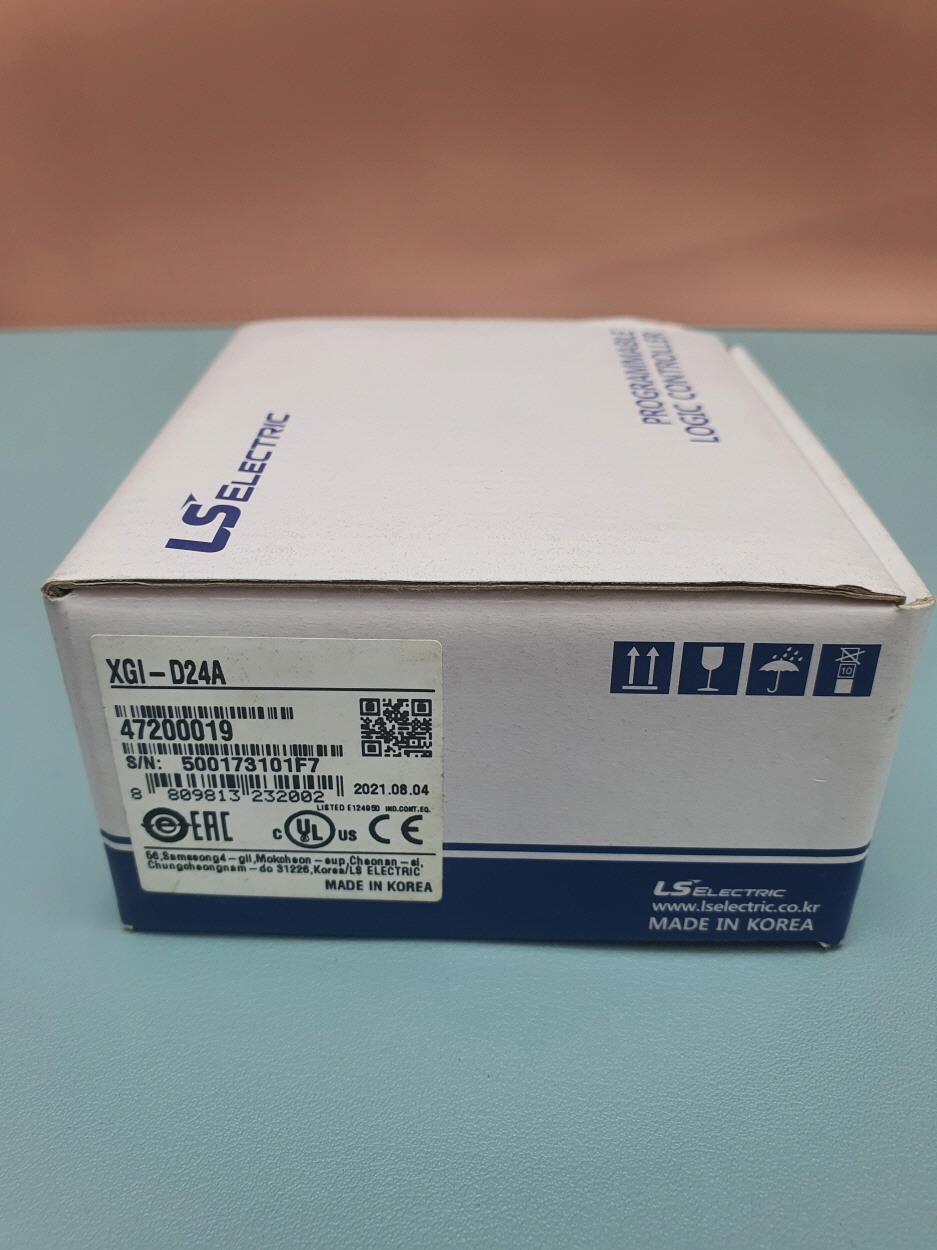 PROGRAMMABLE
LOGIC CONTROLLER
LS ELECTRIC
XGI-D24A
47200019
S/N: 500173101F7
8 809813 232002
2021.08.04
LISTED E124950 IND.CONT.EQ.
EAC
C UL US CE
56,Samseong4-gil,Mokcheon-eup,Cheonan-si,
Chungcheongnam-do 31226,Korea/LS ELECTRIC
MADE IN KOREA
10
LS ELECTRIC
www.lselectric.co.kr
MADE IN KOREA